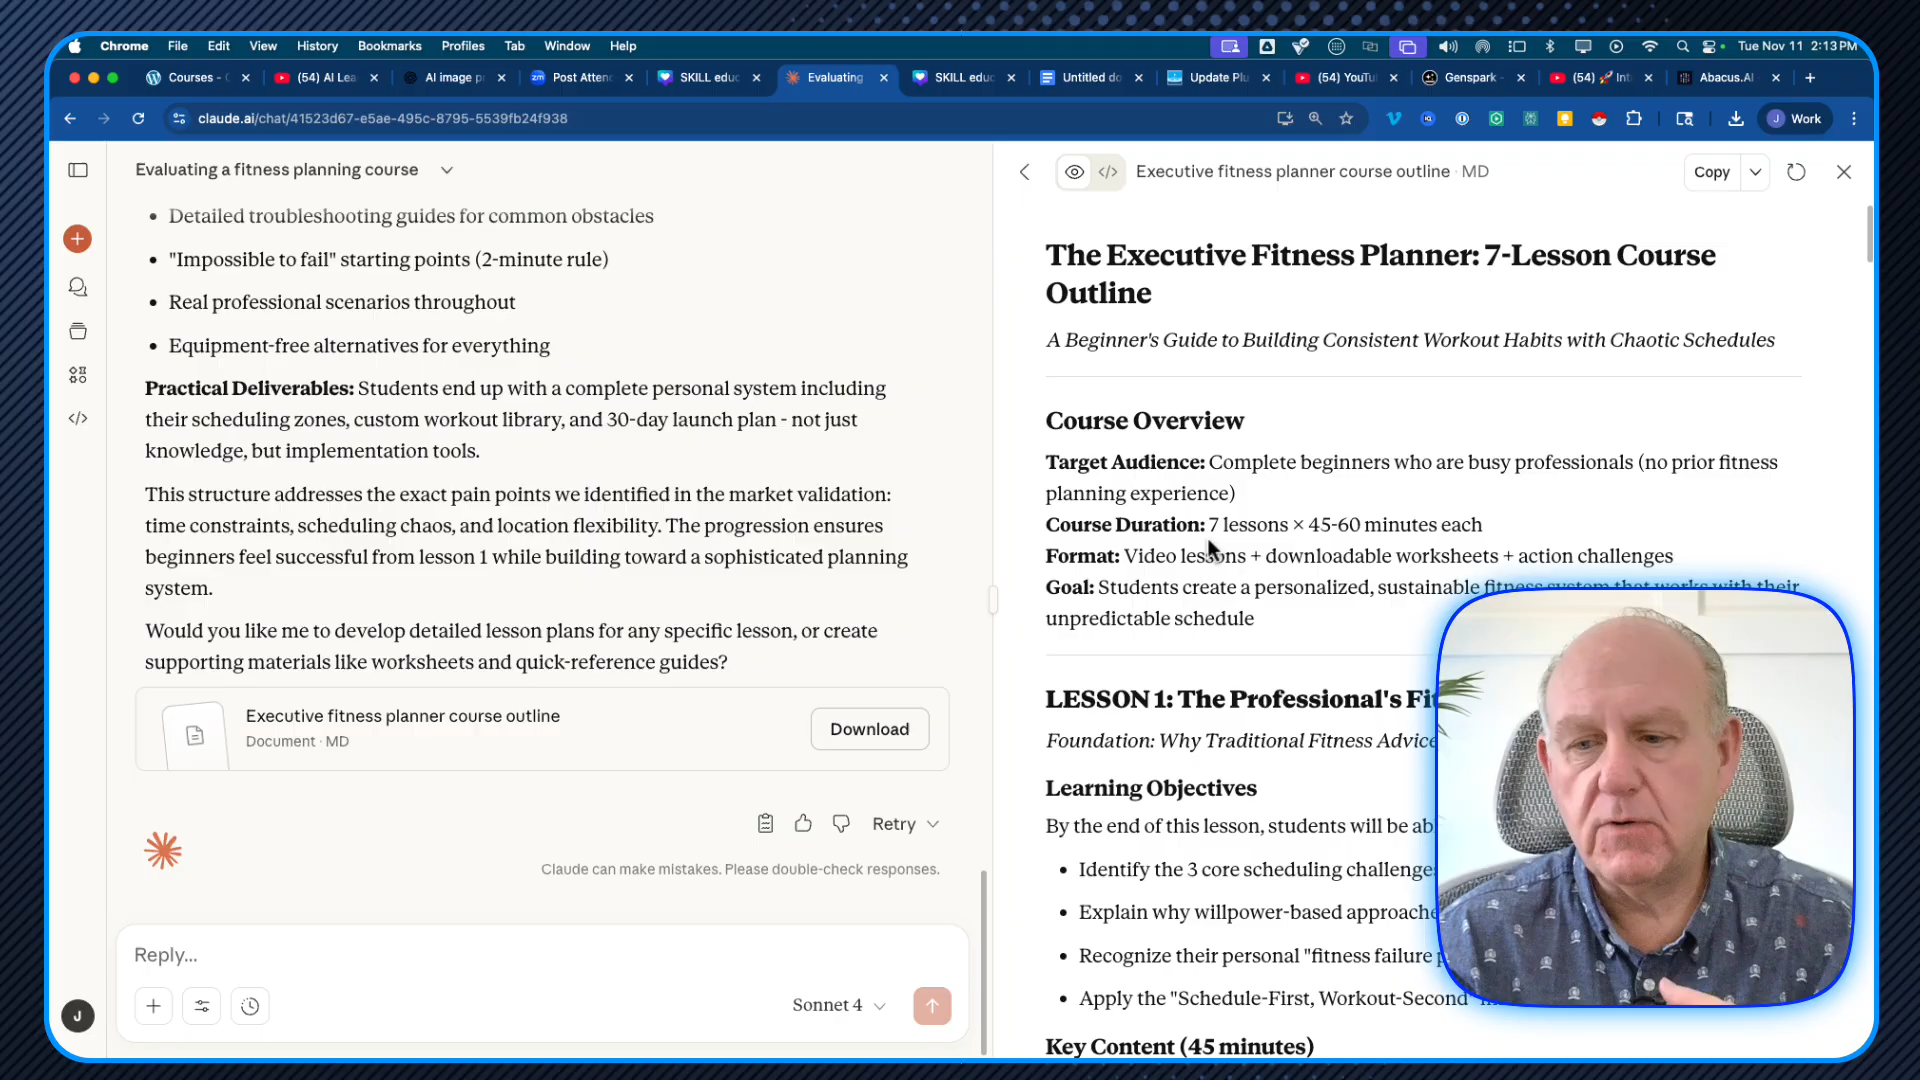 Chrome File Edit View History Bookmarks Profiles Tab Window Help Tue Nov 11 2:13 PM
Courses - (54) AI Lea AI image p Post Atten SKILL educ Evaluating SKILL educ Untitled do Update Plu (54) YouTu Genspark - (54) Int Abacus.AI
claude.ai/chat/41523d67-e5ae-495c-8795-5539fb24f938 J Work
Evaluating a fitness planning course
Detailed troubleshooting guides for common obstacles
"Impossible to fail" starting points (2-minute rule)
Real professional scenarios throughout
Equipment-free alternatives for everything
Practical Deliverables: Students end up with a complete personal system including
their scheduling zones, custom workout library, and 30-day launch plan - not just
knowledge, but implementation tools.
This structure addresses the exact pain points we identified in the market validation:
time constraints, scheduling chaos, and location flexibility. The progression ensures
beginners feel successful from lesson 1 while building toward a sophisticated planning
system.
Would you like me to develop detailed lesson plans for any specific lesson, or create
supporting materials like worksheets and quick-reference guides?
Executive fitness planner course outline
Document · MD
Download
Retry
Claude can make mistakes. Please double-check responses.
Reply...
Sonnet 4
J
Executive fitness planner course outline · MD
Copy
The Executive Fitness Planner: 7-Lesson Course
Outline
A Beginner's Guide to Building Consistent Workout Habits with Chaotic Schedules
Course Overview
Target Audience: Complete beginners who are busy professionals (no prior fitness
planning experience)
Course Duration: 7 lessons × 45-60 minutes each
Format: Video lessons + downloadable worksheets + action challenges
Goal: Students create a personalized, sustainable fitness system that works with their
unpredictable schedule
LESSON 1: The Professional's Fit
Foundation: Why Traditional Fitness Advice
Learning Objectives
By the end of this lesson, students will be ab
Identify the 3 core scheduling challenge
Explain why willpower-based approache
Recognize their personal "fitness failure
Apply the "Schedule-First, Workout-Second"
Key Content (45 minutes)